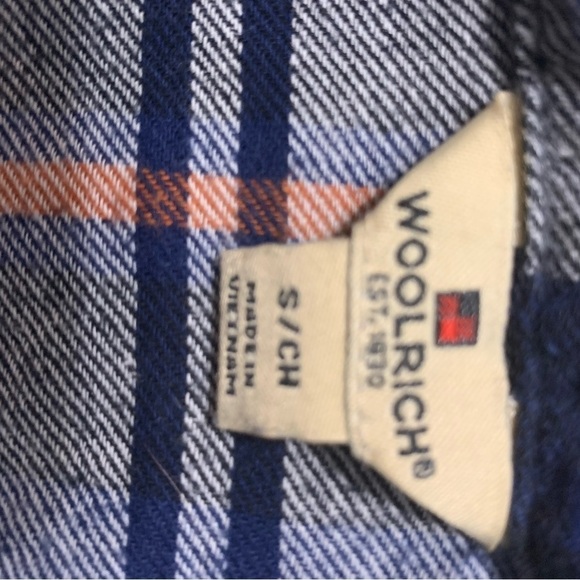 WOOLRICH®
EST. 1830
S/CH
MADE IN
VIETNAM